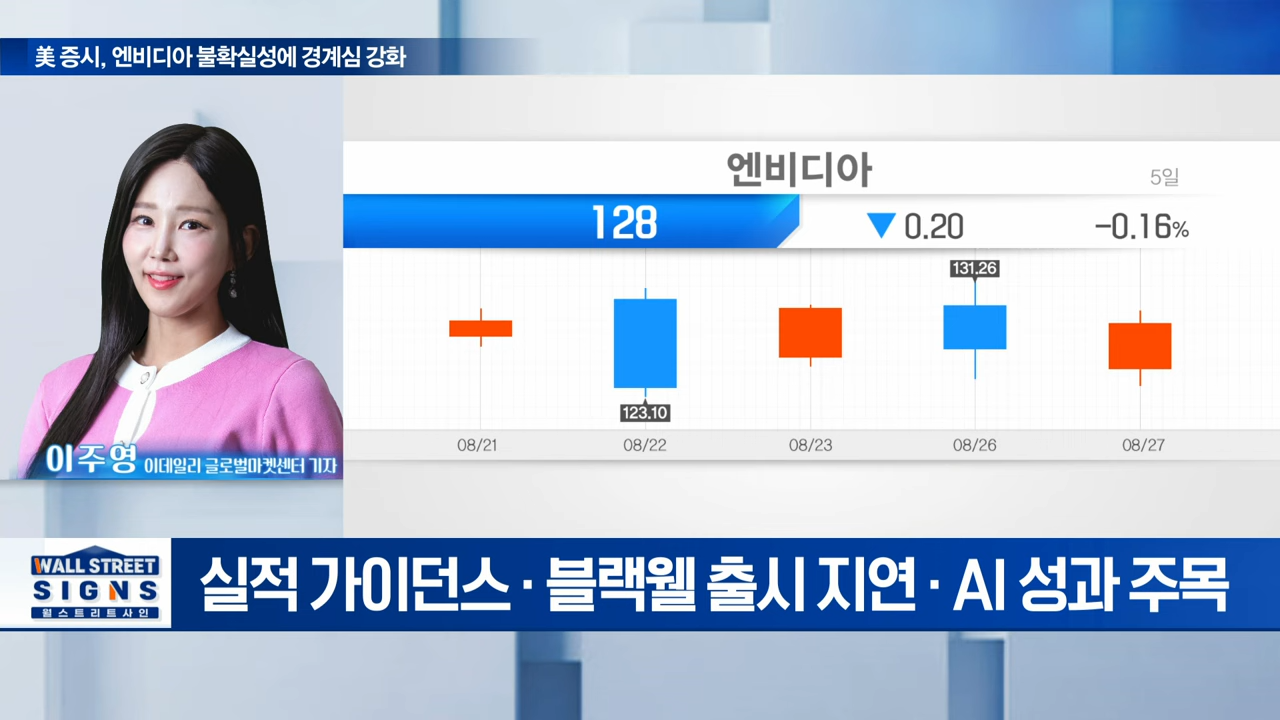 美 증시, 엔비디아 불확실성에 경계심 강화
엔비디아
5일
128
▼ 0.20
-0.16%
131.26
123.10
08/21
08/22
08/23
08/26
08/27
이주영 이데일리 글로벌마켓센터 기자
WALL STREET
SIGNS
월스트리트사인
실적 가이던스·블랙웰 출시 지연·AI 성과 주목